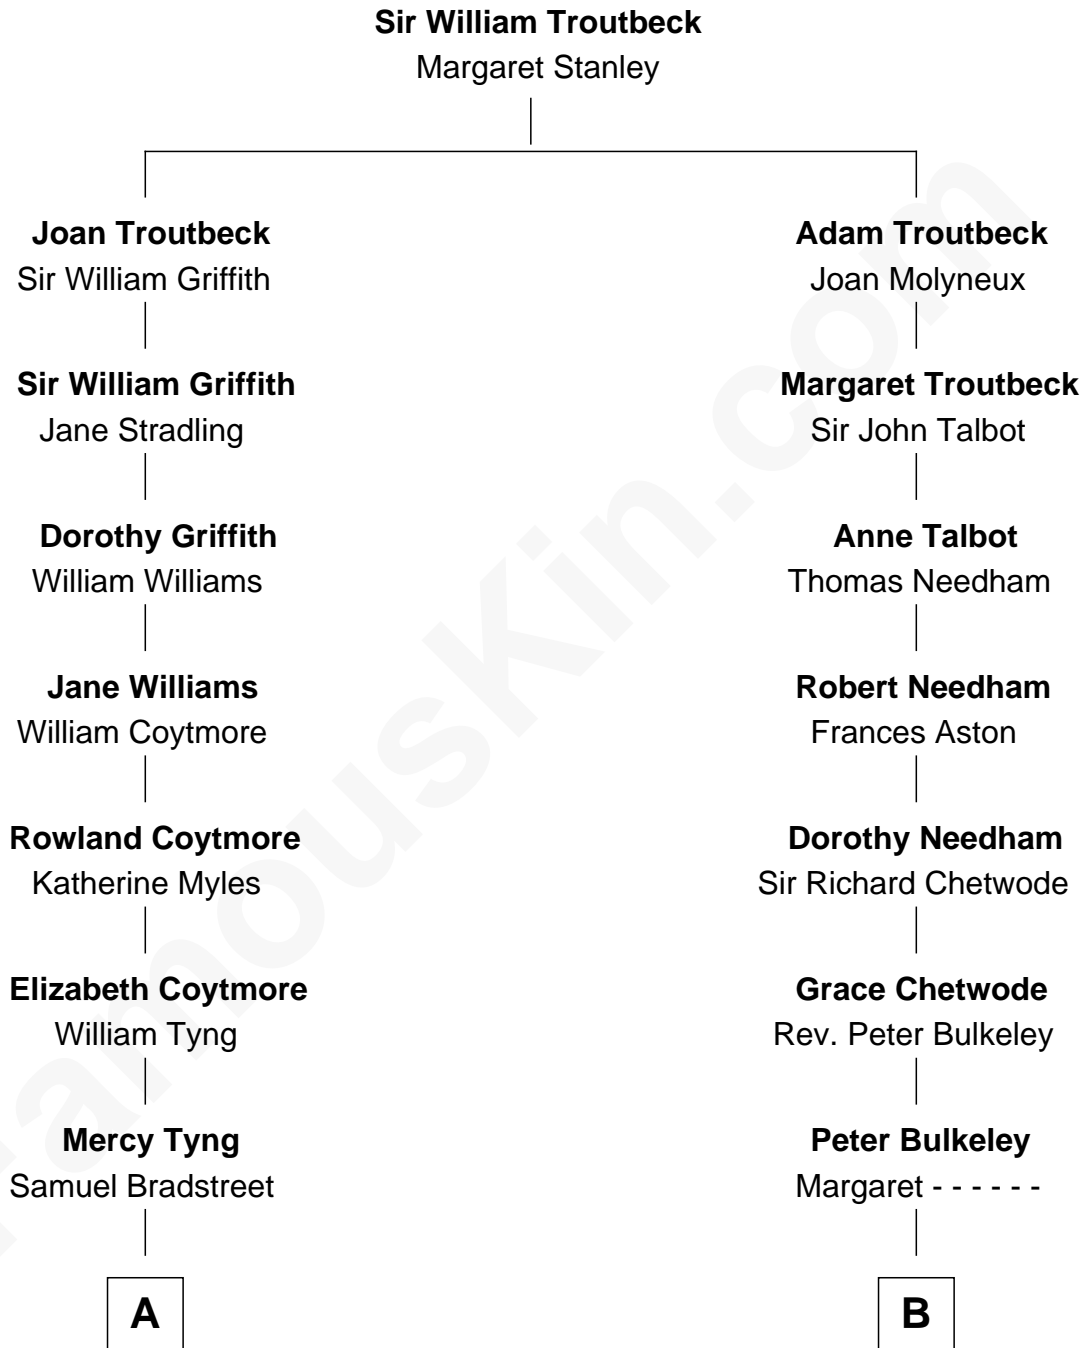 Sir William Troutbeck
Margaret Stanley
Joan Troutbeck
Sir William Griffith
Adam Troutbeck
Joan Molyneux
Sir William Griffith
Jane Stradling
Margaret Troutbeck
Sir John Talbot
Dorothy Griffith
William Williams
Anne Talbot
Thomas Needham
Jane Williams
William Coytmore
Robert Needham
Frances Aston
Rowland Coytmore
Katherine Myles
Dorothy Needham
Sir Richard Chetwode
Elizabeth Coytmore
William Tyng
Grace Chetwode
Rev. Peter Bulkeley
Mercy Tyng
Samuel Bradstreet
Peter Bulkeley
Margaret - - - - - -
A
B
FamousKin.com